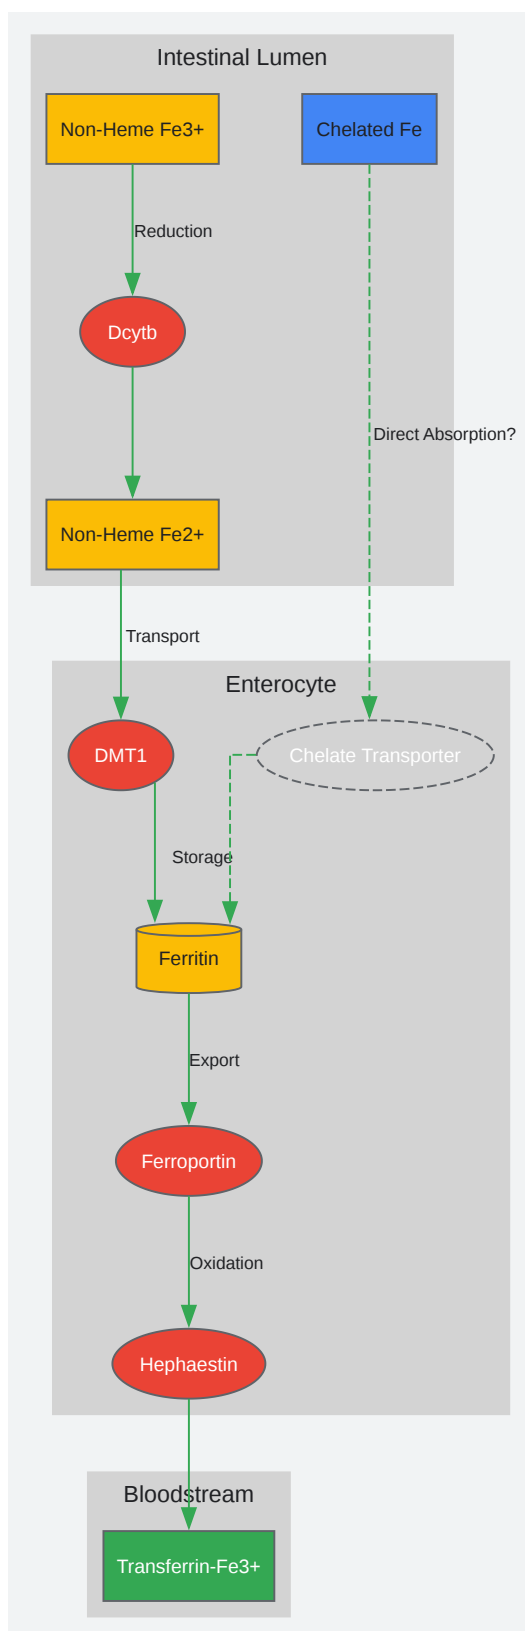 Intestinal Lumen
Non-Heme Fe3+
Chelated Fe
Reduction
Dcytb
Direct Absorption?
Non-Heme Fe2+
Transport
Enterocyte
DMT1
Chelate Transporter
Storage
Ferritin
Export
Ferroportin
Oxidation
Hephaestin
Bloodstream
Transferrin-Fe3+